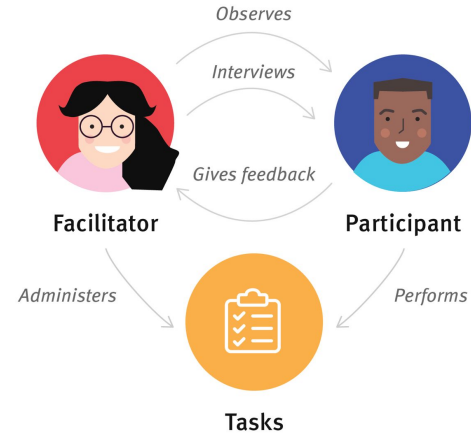 Observes
Interviews
Gives feedback
Facilitator
Participant
Administers
Performs
Tasks